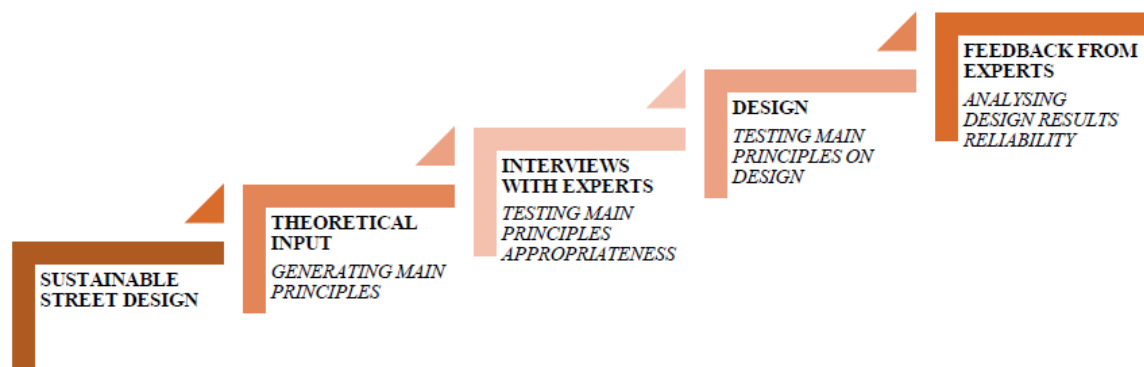 SUSTAINABLE
STREET DESIGN
THEORETICAL
INPUT
GENERATING MAIN
PRINCIPLES
INTERVIEWS
WITH EXPERTS
TESTING MAIN
PRINCIPLES
APPROPRIATENESS
DESIGN
TESTING MAIN
PRINCIPLES ON
DESIGN
FEEDBACK FROM
EXPERTS
ANALYSING
DESIGN RESULTS
RELIABILITY